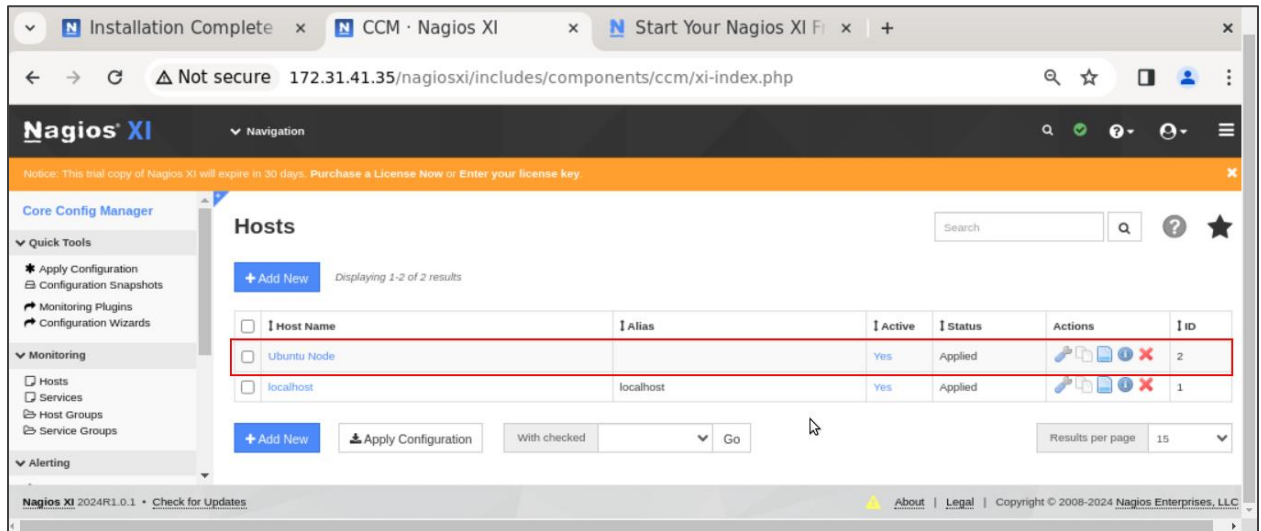 Installation Complete
CCM · Nagios XI
Start Your Nagios XI Fr
Not secure 172.31.41.35/nagiosxi/includes/components/ccm/xi-index.php
Nagios® XI
Navigation
Notice: This trial copy of Nagios XI will expire in 30 days. Purchase a License Now or Enter your license key.
Core Config Manager
Quick Tools
Apply Configuration
Configuration Snapshots
Monitoring Plugins
Configuration Wizards
Monitoring
Hosts
Services
Host Groups
Service Groups
Alerting
Hosts
Search
+ Add New Displaying 1-2 of 2 results
Host Name Alias Active Status Actions ID
Ubuntu Node Yes Applied 2
localhost localhost Yes Applied 1
+ Add New Apply Configuration With checked Go Results per page 15
Nagios XI 2024R1.0.1 • Check for Updates About | Legal | Copyright © 2008-2024 Nagios Enterprises, LLC